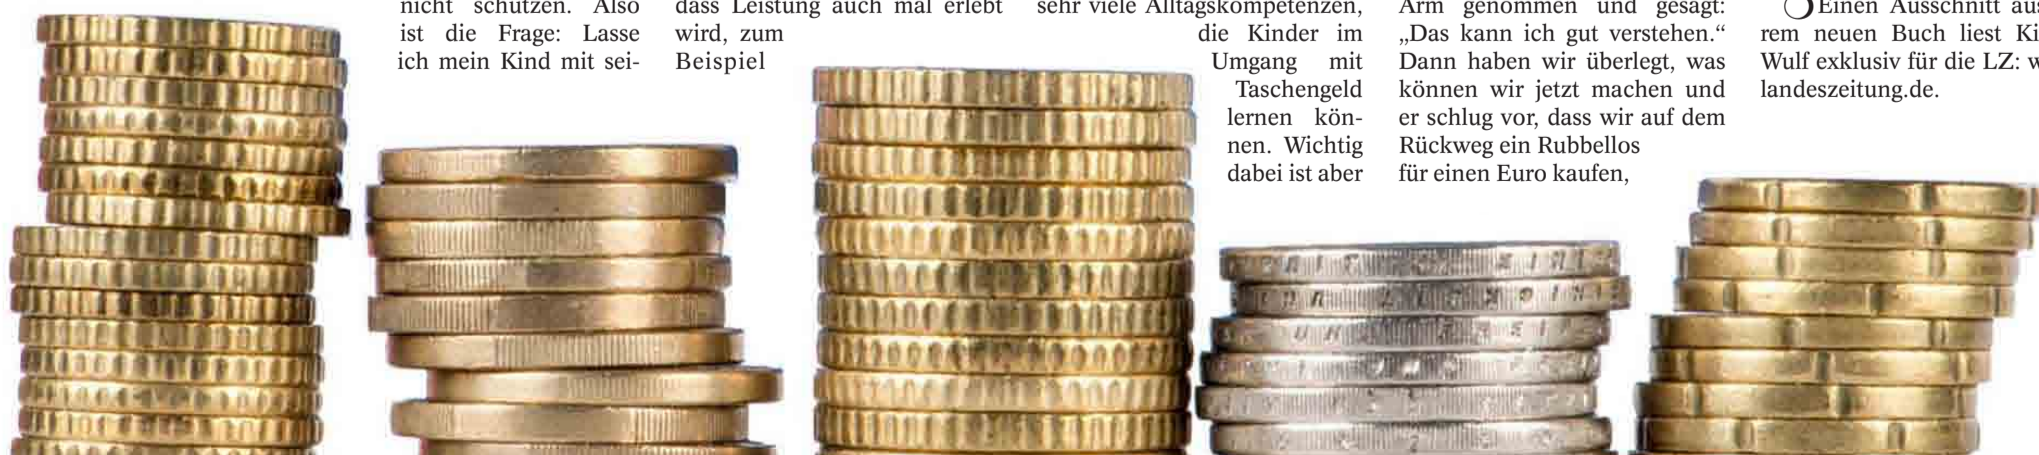 nicht schützen. Also
ist die Frage: Lasse
ich mein Kind mit sei-
dass Leistung auch mal erlebt
wird, zum
Beispiel
sehr viele Alltagskompetenzen,
die Kinder im
Umgang mit
Taschengeld
lernen kön-
nen. Wichtig
dabei ist aber
Arm genommen und gesagt:
„Das kann ich gut verstehen.“
Dann haben wir überlegt, was
können wir jetzt machen und
er schlug vor, dass wir auf dem
Rückweg ein Rubbellos
für einen Euro kaufen,
Einen Ausschnitt aus
rem neuen Buch liest
Wulf exklusiv für die LZ:
landeszeitung.de.